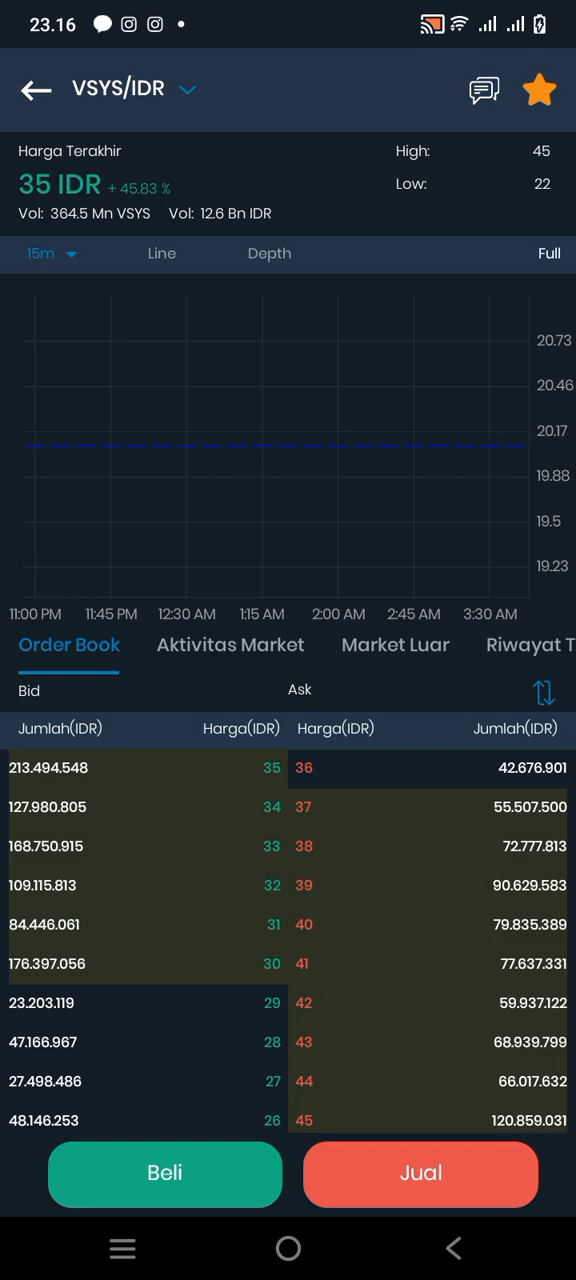 23.16
VSYS/IDR
Harga Terakhir High: 45
35 IDR + 45.83 % Low: 22
Vol: 364.5 Mn VSYS Vol: 12.6 Bn IDR
15m Line Depth Full
20.73
20.46
20.17
19.88
19.5
19.23
11:00 PM 11:45 PM 12:30 AM 1:15 AM 2:00 AM 2:45 AM 3:30 AM
Order Book Aktivitas Market Market Luar Riwayat T
Bid Ask
Jumlah(IDR) Harga(IDR) Harga(IDR) Jumlah(IDR)
213.494.548 35 36 42.676.901
127.980.805 34 37 55.507.500
168.750.915 33 38 72.777.813
109.115.813 32 39 90.629.583
84.446.061 31 40 79.835.389
176.397.056 30 41 77.637.331
23.203.119 29 42 59.937.122
47.166.967 28 43 68.939.799
27.498.486 27 44 66.017.632
48.146.253 26 45 120.859.031
Beli Jual